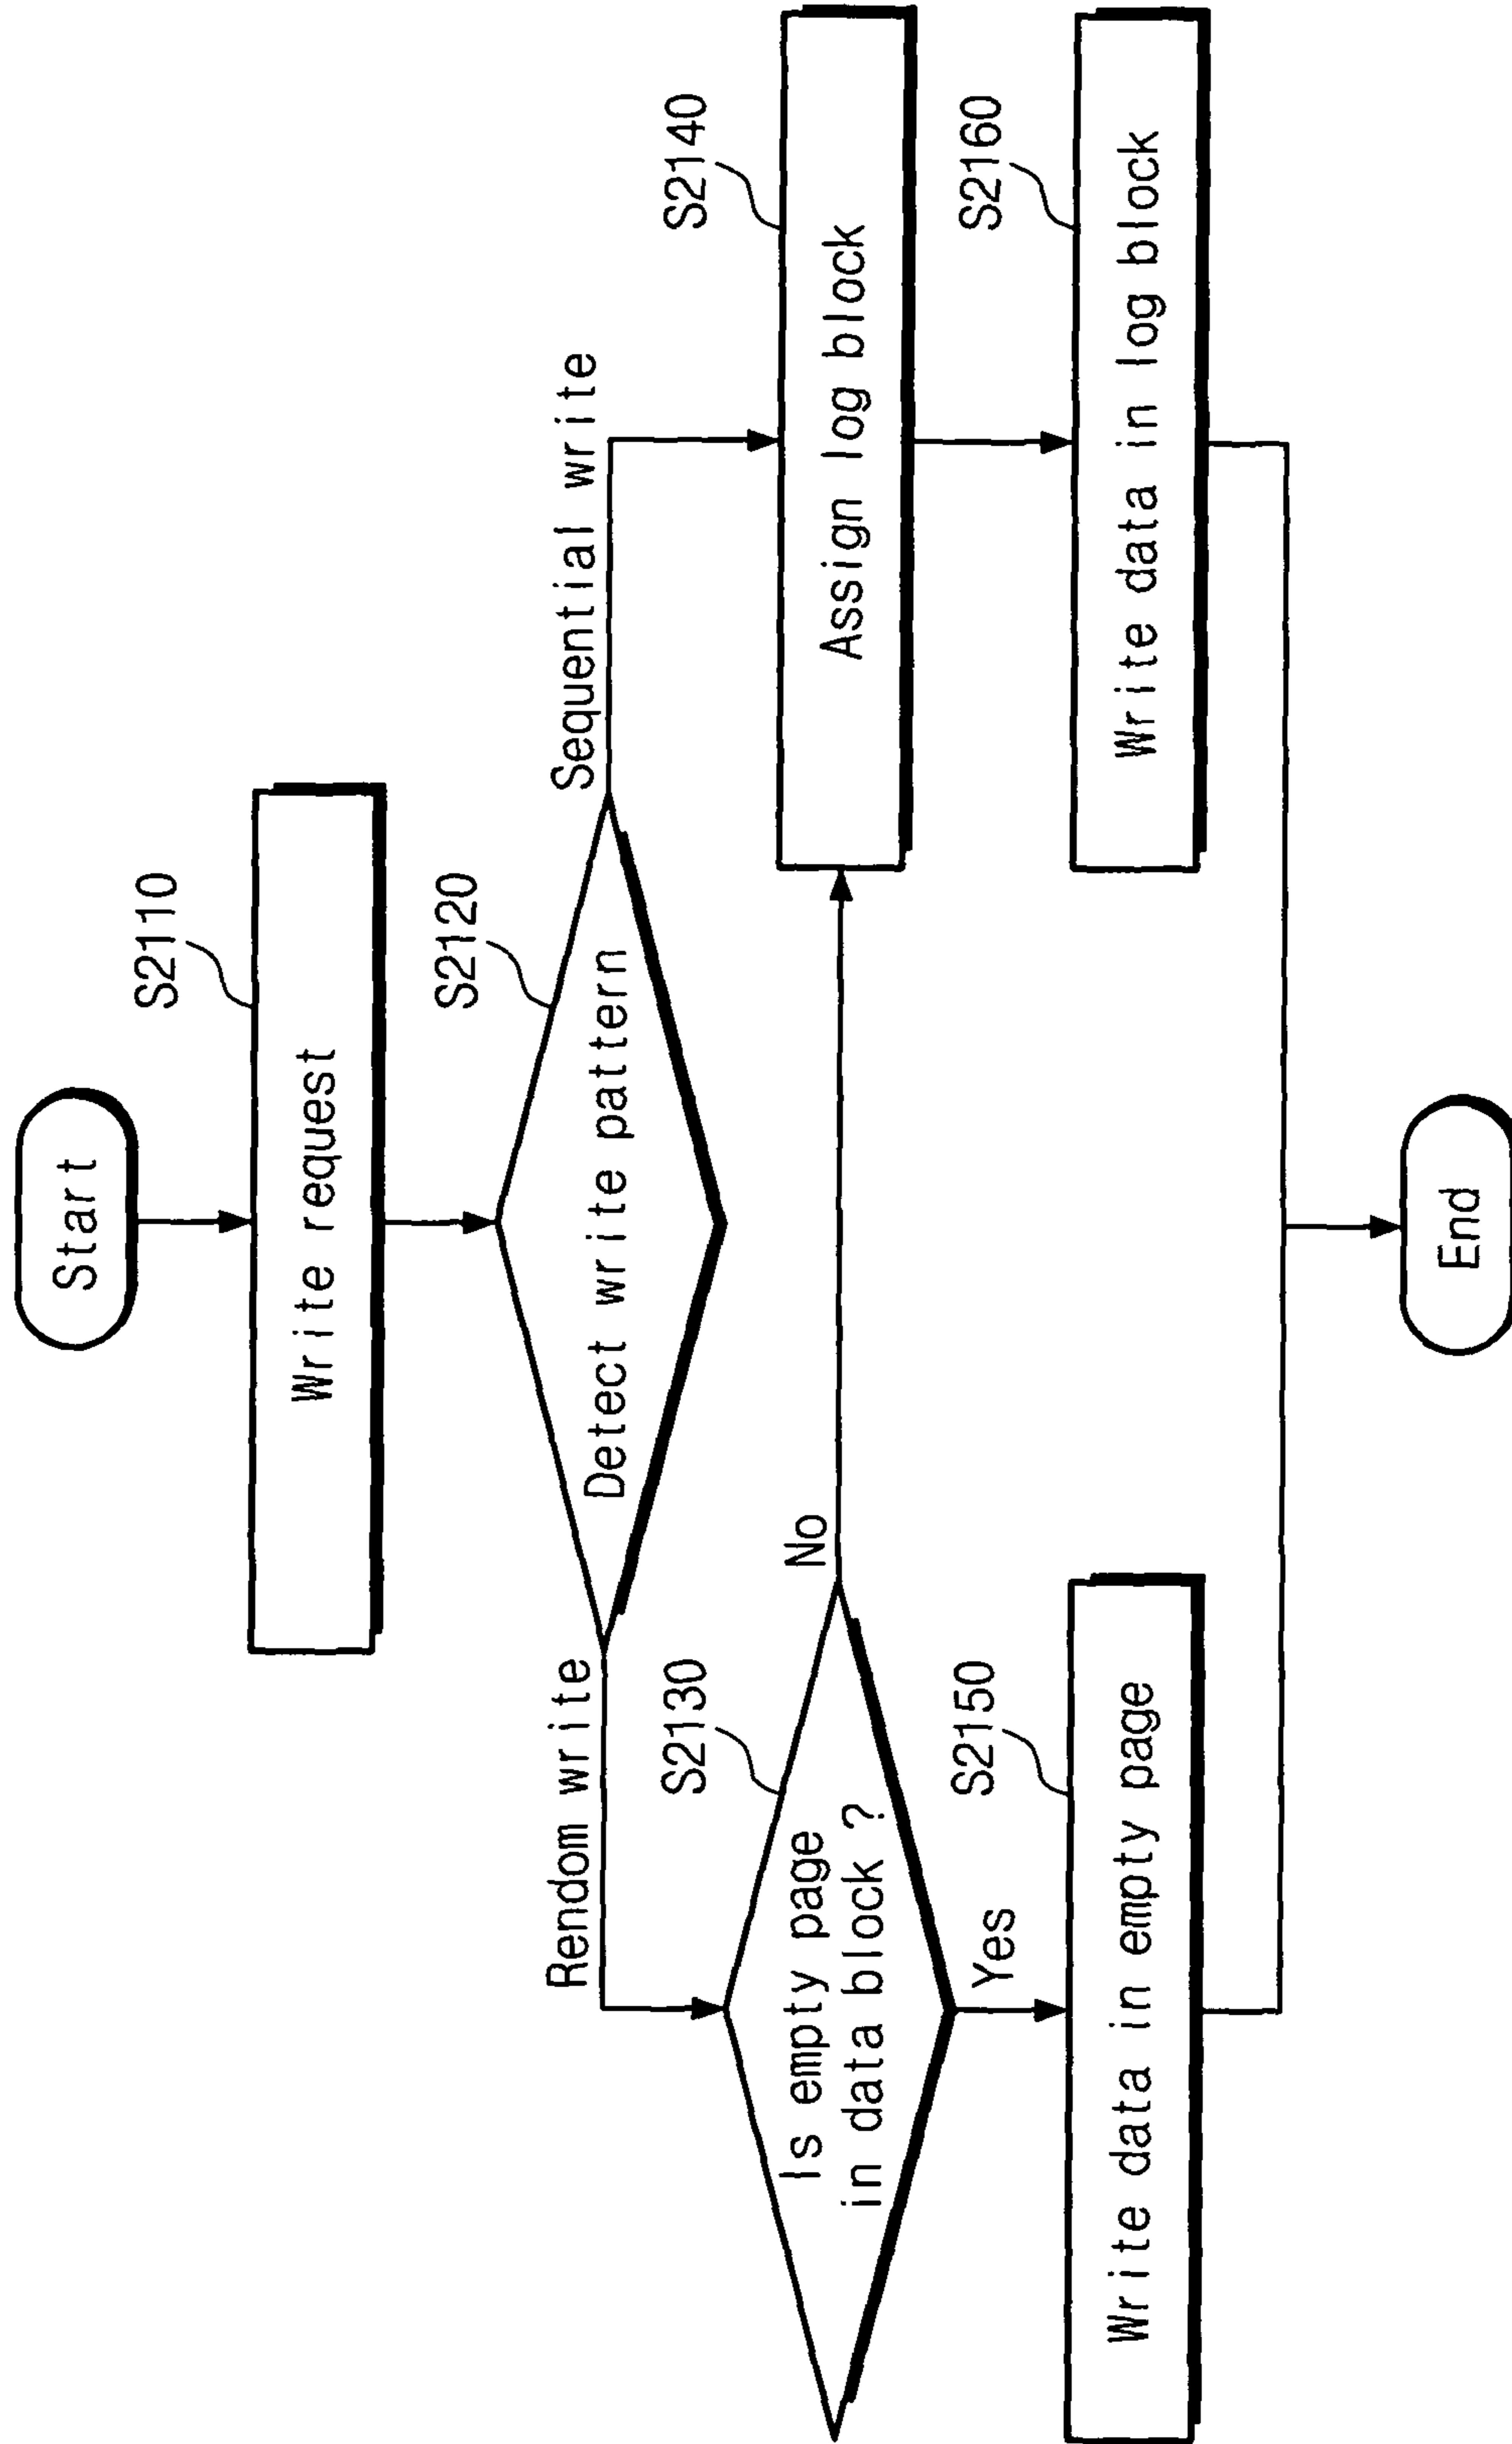 Start
S2110
Write request
S2120
Detect write pattern
Rendom write
Sequential write
S2130
Is empty page
in data block ?
No
S2140
Assign log block
Yes
S2150
Write data in empty page
S2160
Write data in log block
End